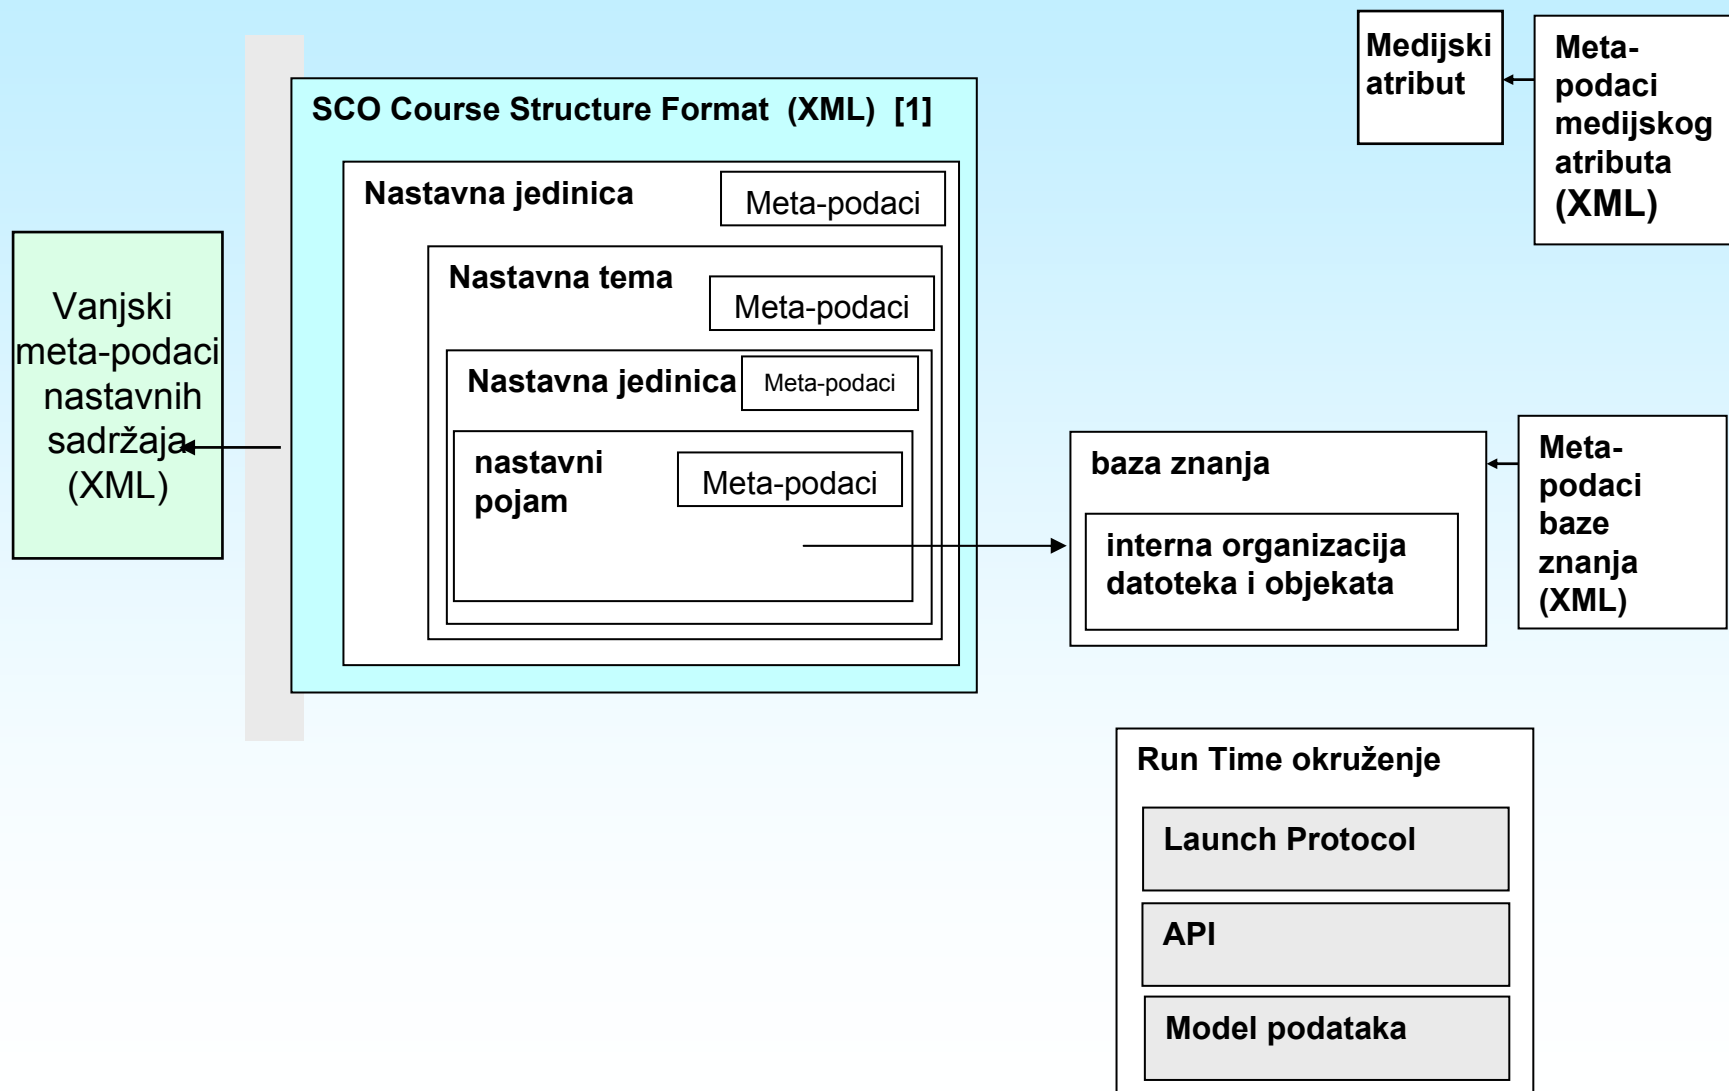 Medijski
atribut
Meta-
podaci
medijskog
atributa
(XML)
SCO Course Structure Format (XML) [1]
Nastavna jedinica
Meta-podaci
Nastavna tema
Meta-podaci
Nastavna jedinica
Meta-podaci
nastavni
pojam
Meta-podaci
Vanjski
meta-podaci
nastavnih
sadržaja
(XML)
baza znanja
interna organizacija
datoteka i objekata
Meta-
podaci
baze
znanja
(XML)
Run Time okruženje
Launch Protocol
API
Model podataka